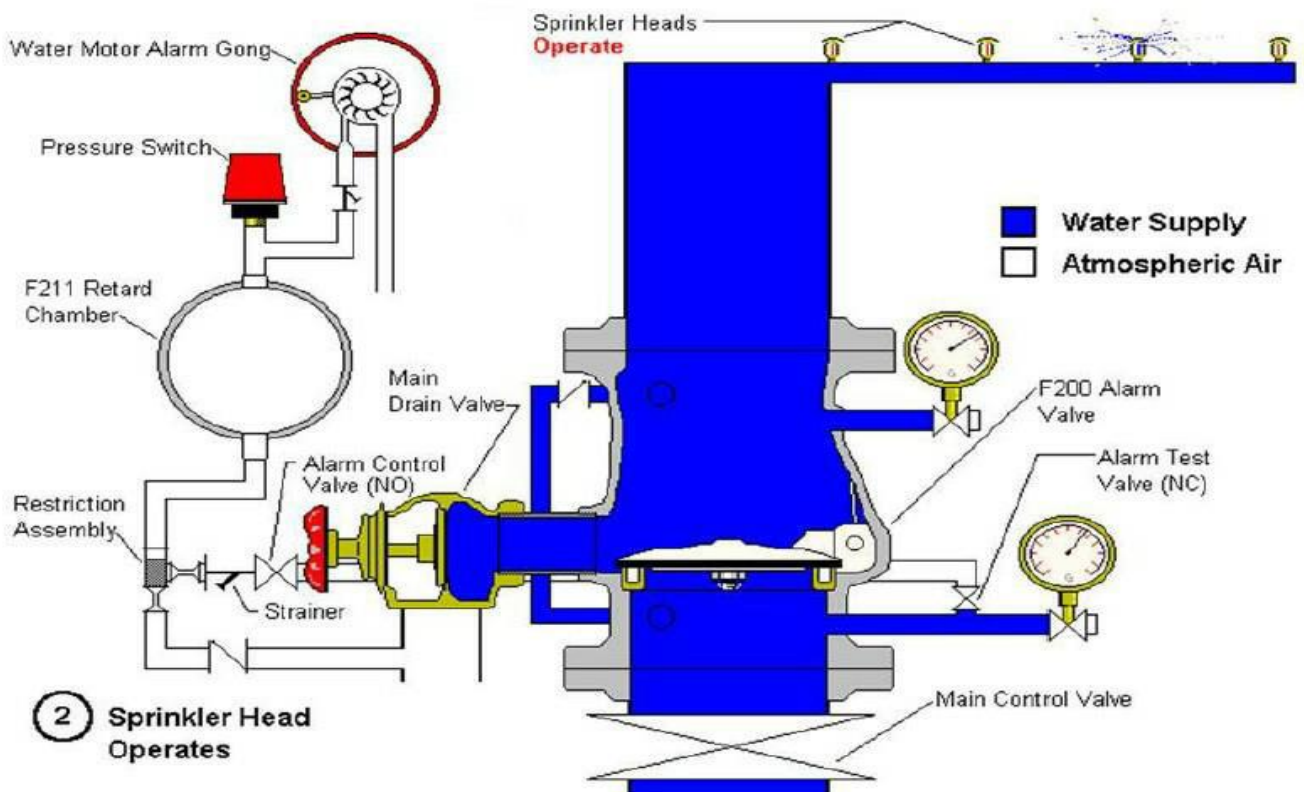 Sprinkler Heads
Operate
Water Motor Alarm Gong
Pressure Switch
Water Supply
Atmospheric Air
F211 Retard
Chamber
Main
Drain Valve
F200 Alarm
Valve
Alarm Control
Valve (NO)
Alarm Test
Valve (NC)
Restriction
Assembly
Strainer
Main Control Valve
2 Sprinkler Head
Operates